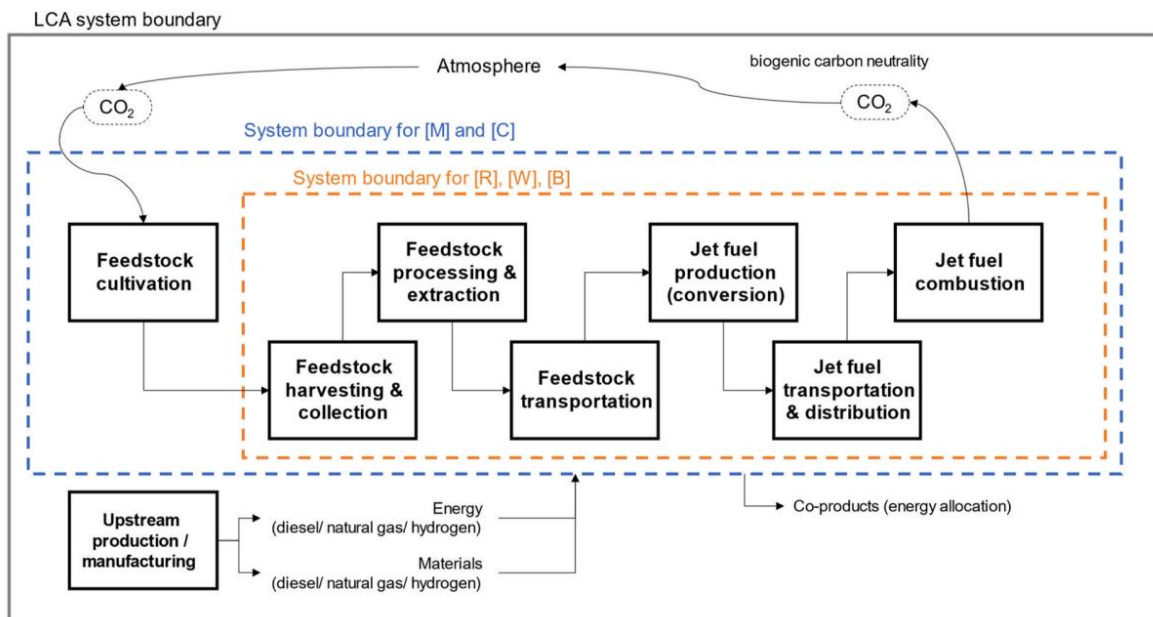 LCA system boundary
Atmosphere
biogenic carbon neutrality
CO2
CO2
System boundary for [M] and [C]
System boundary for [R], [W], [B]
Feedstock
cultivation
Feedstock
processing &
extraction
Jet fuel
production
(conversion)
Jet fuel
combustion
Feedstock
harvesting &
collection
Feedstock
transportation
Jet fuel
transportation
& distribution
Upstream
production /
manufacturing
Energy
(diesel/ natural gas/ hydrogen)
Materials
(diesel/ natural gas/ hydrogen)
Co-products (energy allocation)